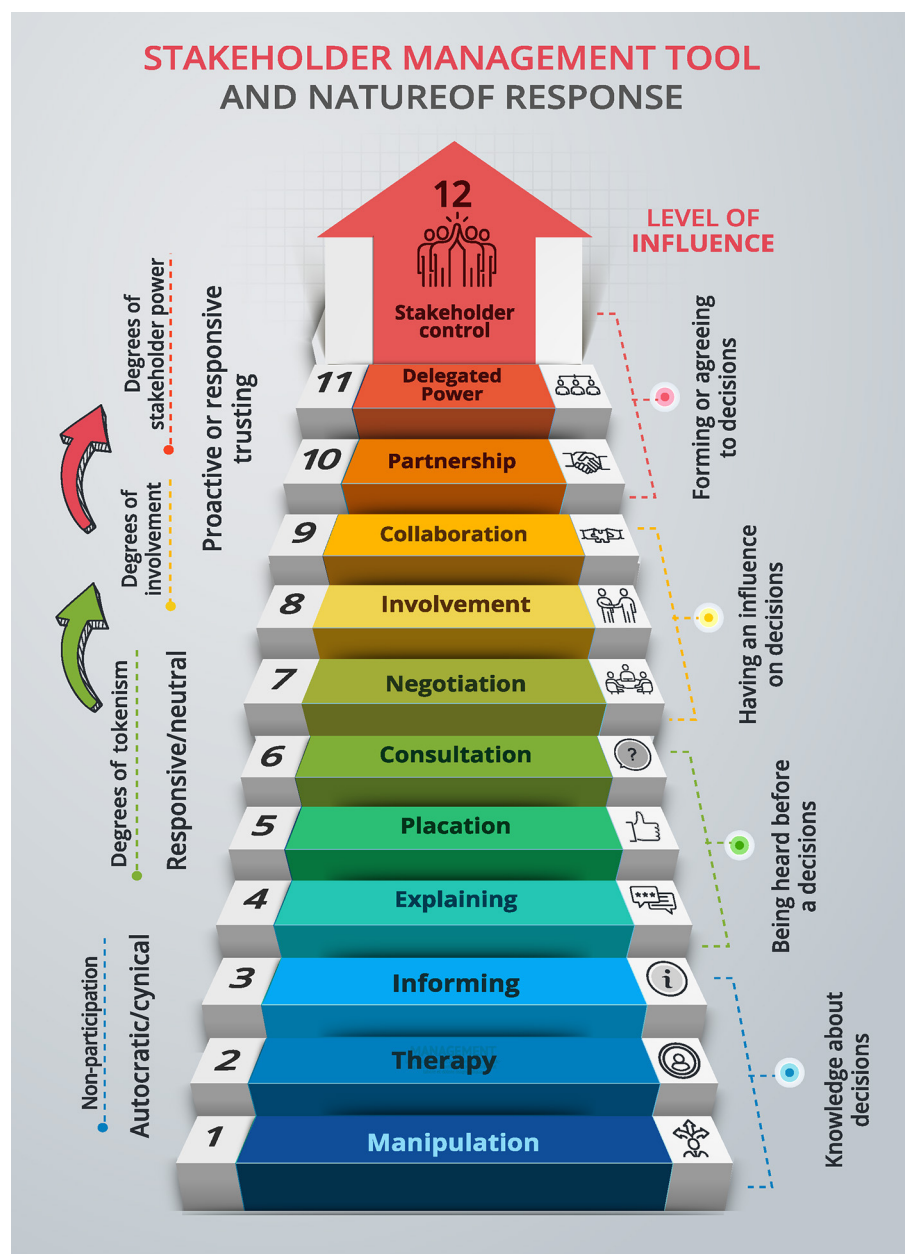 STAKEHOLDER MANAGEMENT TOOL
AND NATUREOF RESPONSE
12
Stakeholder
control
LEVEL OF
INFLUENCE
Degrees of
stakeholder power
Proactive or responsive
trusting
Forming or agreeing
to decisions
11
Delegated
Power
10
Partnership
Degrees of
involvement
9
Collaboration
Having an influence
on decisions
8
Involvement
7
Negotiation
Degrees of tokenism
Responsive/neutral
6
Consultation
?
5
Placation
Being heard before
a decisions
4
Explaining
3
Informing
i
Non-participation
Autocratic/cynical
Knowledge about
decisions
2
Therapy
1
Manipulation